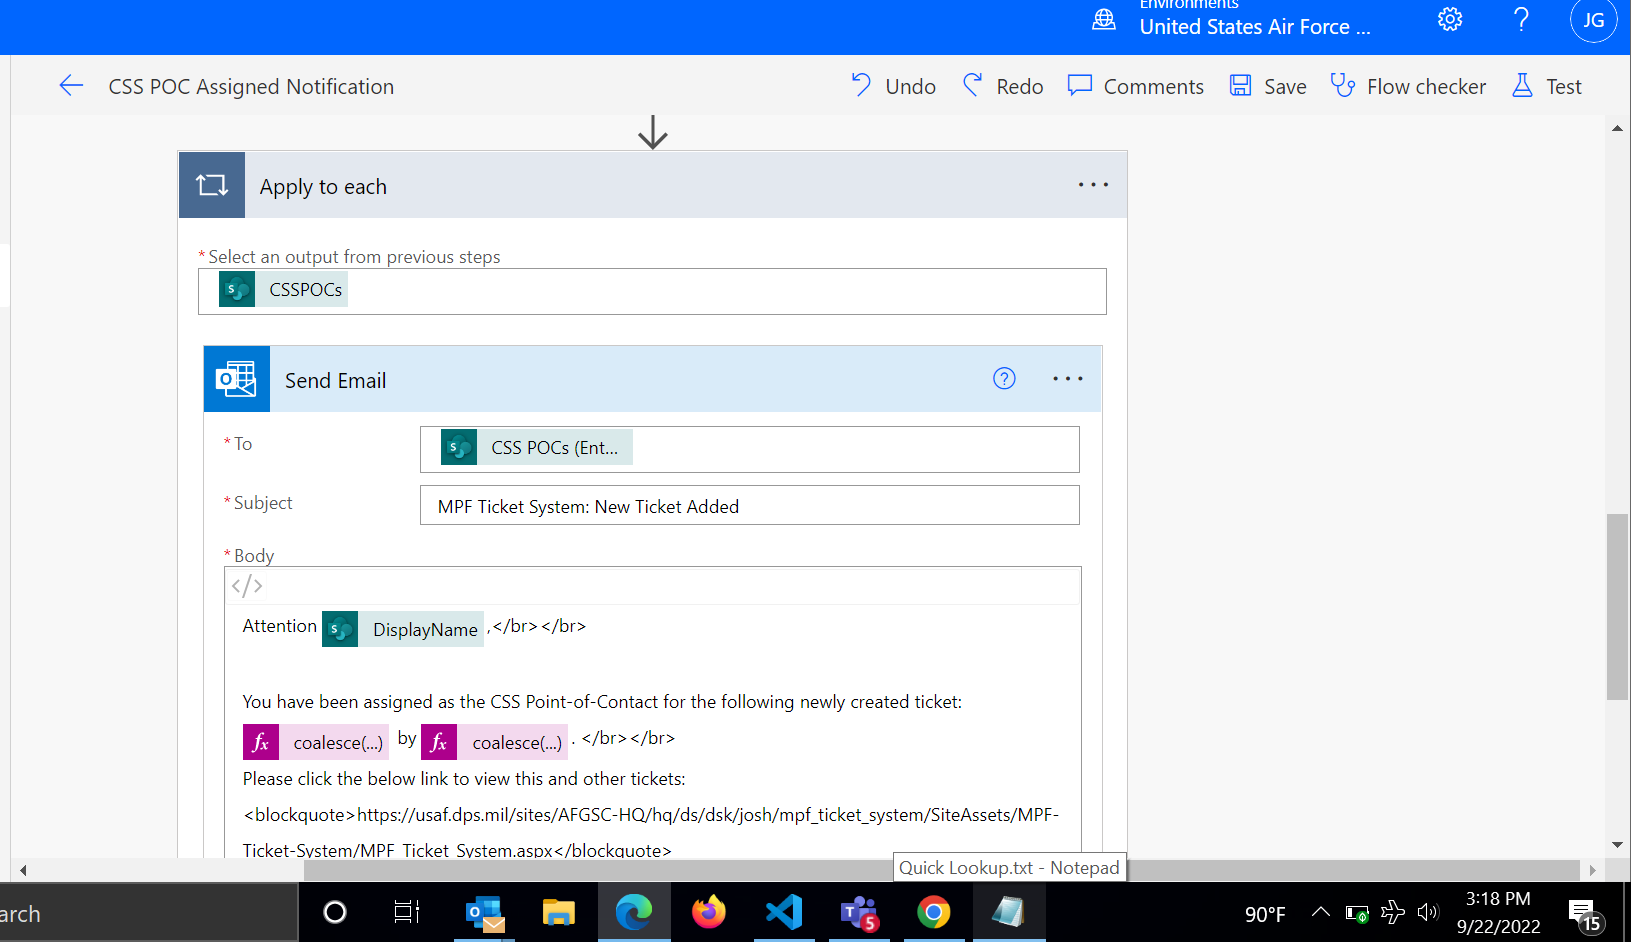 Environments
United States Air Force ...
JG
CSS POC Assigned Notification
Undo
Redo
Comments
Save
Flow checker
Test
Apply to each
* Select an output from previous steps
S CSSPOCs
Send Email
* To
S CSS POCs (Ent...
* Subject
MPF Ticket System: New Ticket Added
* Body
</>
Attention S DisplayName ,</br></br>
You have been assigned as the CSS Point-of-Contact for the following newly created ticket:
fx coalesce(...) by fx coalesce(...) . </br></br>
Please click the below link to view this and other tickets:
<blockquote>https://usaf.dps.mil/sites/AFGSC-HQ/hq/ds/dsk/josh/mpf_ticket_system/SiteAssets/MPF-
Ticket-System/MPF_Ticket_System.aspx</blockquote>
Quick Lookup.txt - Notepad
arch
5
90°F
3:18 PM
9/22/2022
15